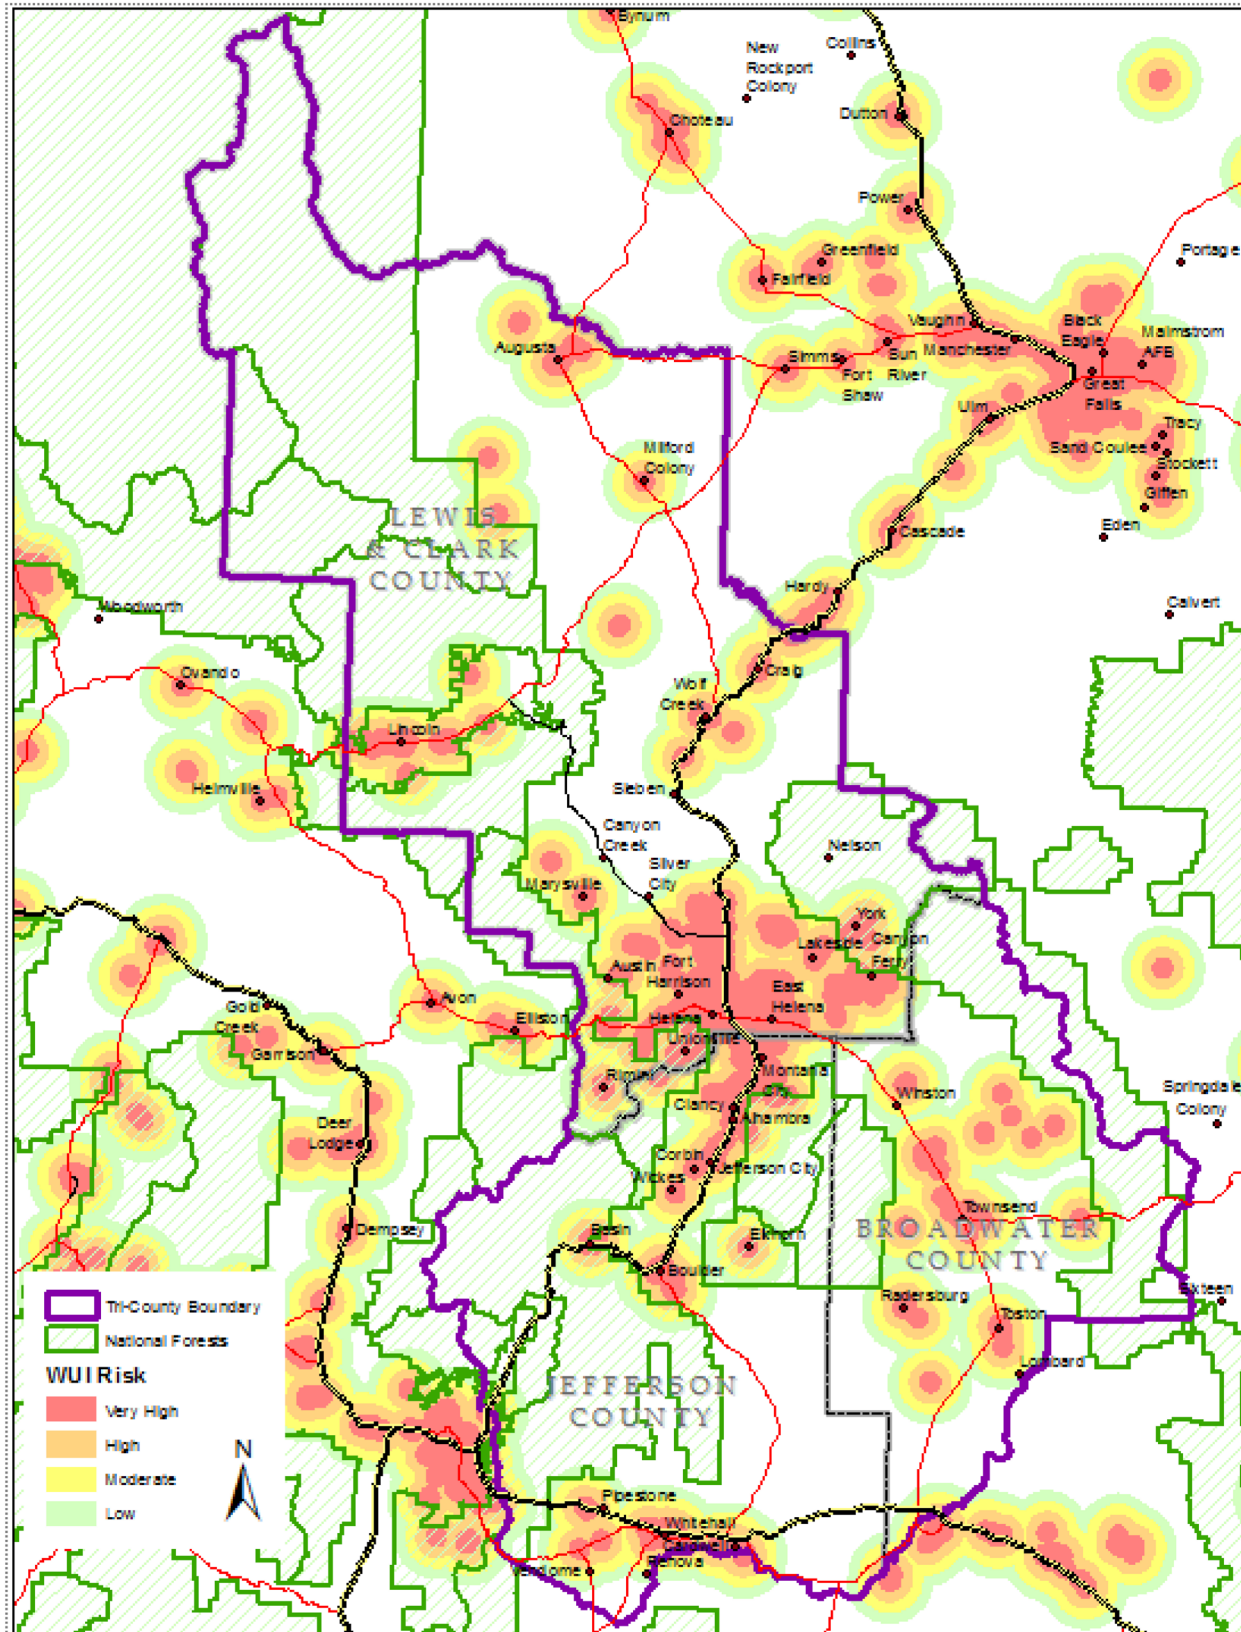 Bynum
Collins
New
Rockport
Colony
Choteau
Dutton
Power
Greenfield
Portage
Fairfield
Vaughn
Black
Eagle
Malmstrom
AFB
Augusta
Simms
Sun
River
Manchester
Fort
Shaw
Great
Falls
Ulm
Tracy
Sand Coulee
Stockett
Milford
Colony
Giffen
Eden
Cascade
LEWIS
& CLARK
COUNTY
Hardy
Calvert
Woodworth
Ovando
Craig
Wolf
Creek
Lincoln
Helmville
Sieben
Canyon
Creek
Silver
City
Nelson
Marysville
York
Lakeside
Canyon
Ferry
Austin
Fort
Harrison
East
Helena
Helena
Avon
Elliston
Gold
Creek
Garrison
Unionville
Rimini
Montana
City
Winston
Springdale
Colony
Clancy
Alhambra
Deer
Lodge
Corbin
Jefferson City
Wickes
Townsend
Dempsey
Basin
Elkhorn
BROADWATER
COUNTY
Boulder
Sixteen
Radersburg
Toston
Lombard
JEFFERSON
COUNTY
Pipestone
Whitehall
Cardwell
Vendome
Renova
Tri-County Boundary
National Forests
WUI Risk
Very High
High
Moderate
Low
N